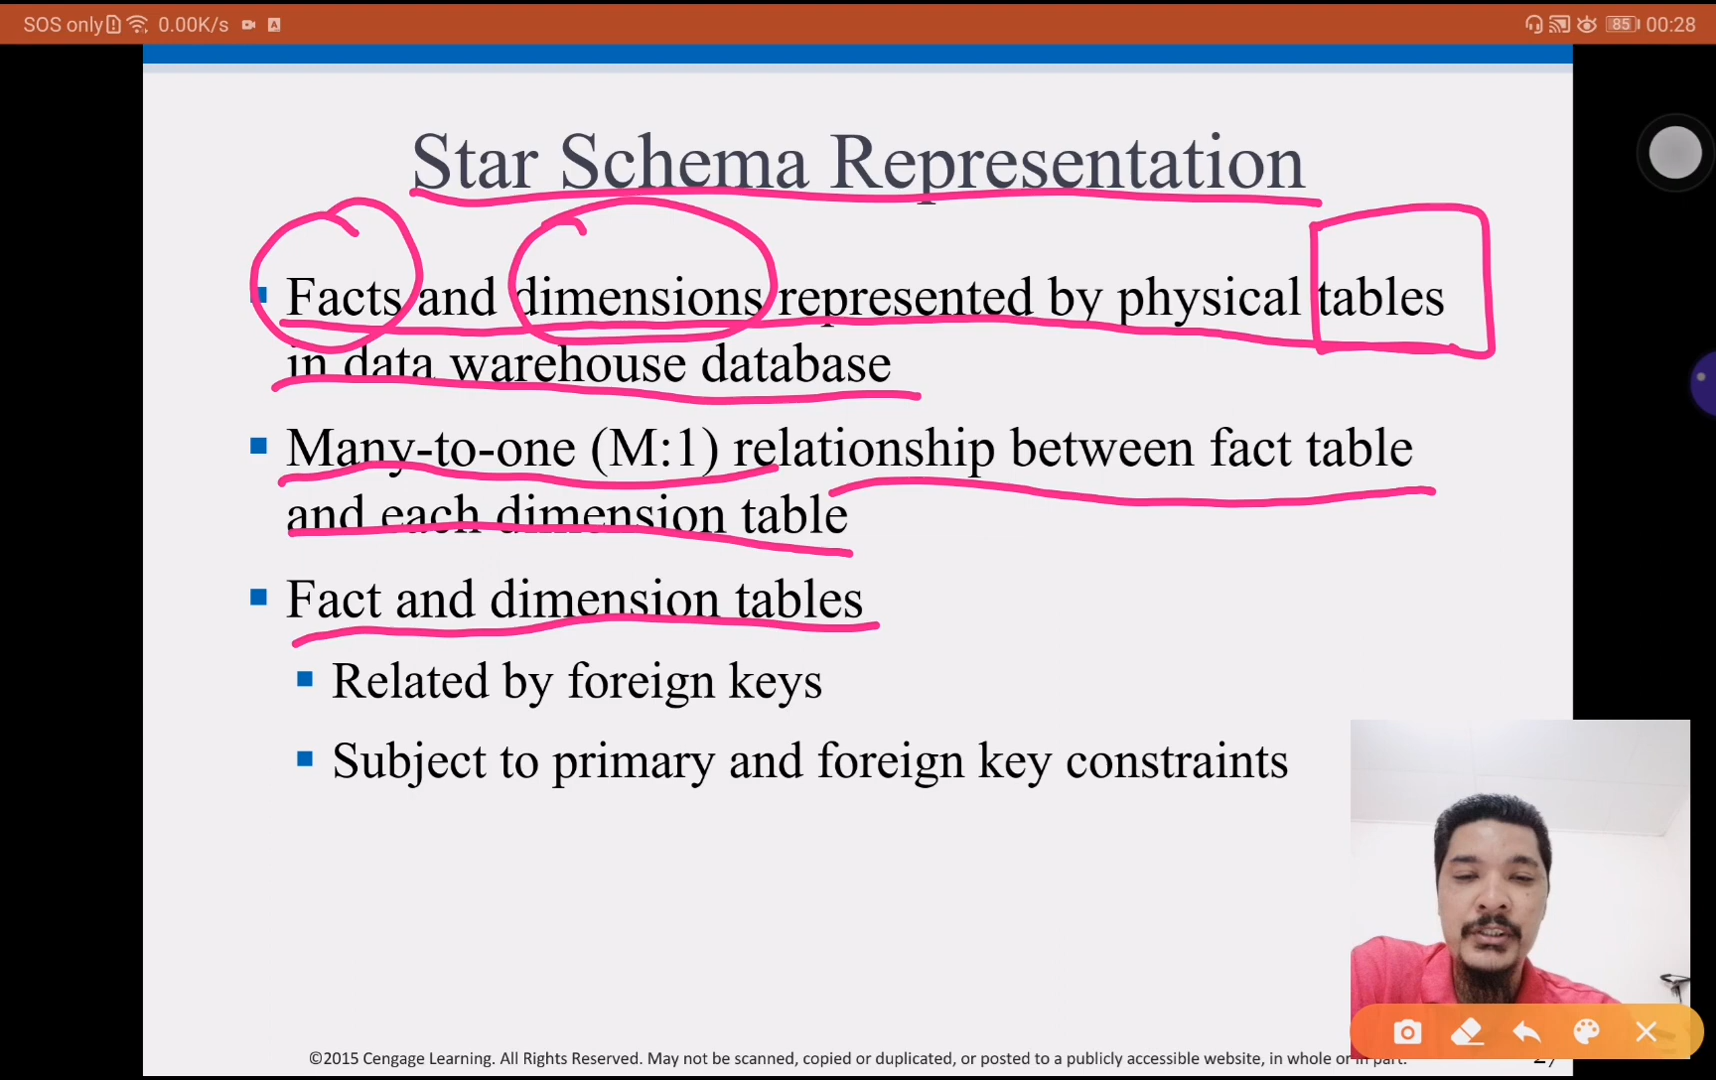 SOS only 0.00K/s A 85 00:28
Star Schema Representation
Facts and dimensions represented by physical tables
in data warehouse database
Many-to-one (M:1) relationship between fact table
and each dimension table
Fact and dimension tables
Related by foreign keys
Subject to primary and foreign key constraints
©2015 Cengage Learning. All Rights Reserved. May not be scanned, copied or duplicated, or posted to a publicly accessible website, in whole or in part.